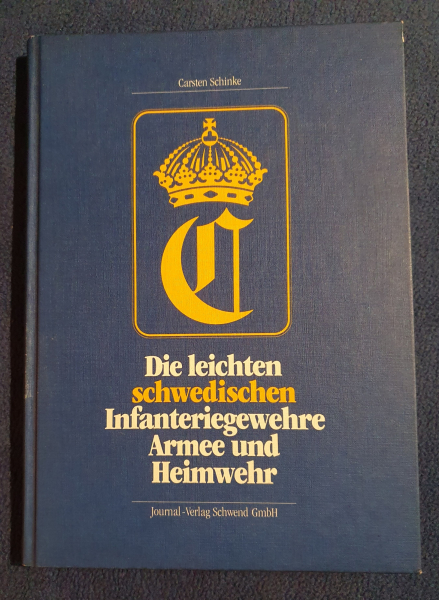 Carsten Schinke
C
Die leichten
schwedischen
Infanteriegewehre
Armee und
Heimwehr
Journal-Verlag Schwend GmbH